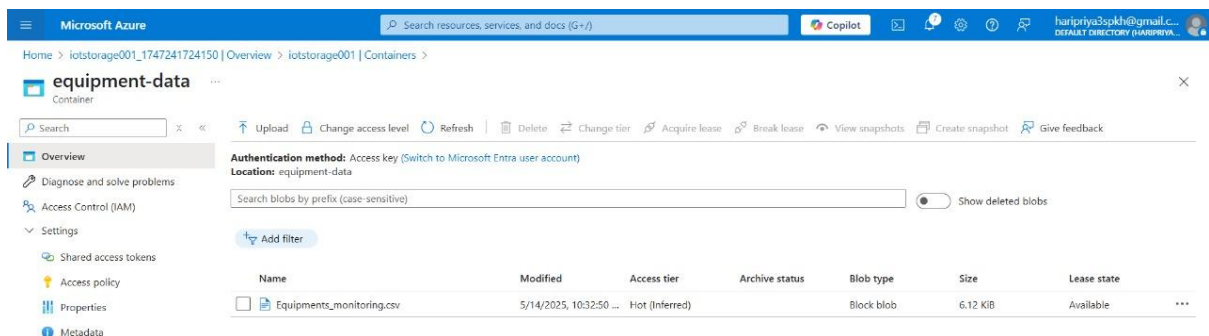 Microsoft Azure
Search resources, services, and docs (G+/)
Copilot
haripriya3spkh@gmail.c...
DEFAULT DIRECTORY (HARIPRIYA...
Home > iotstorage001_1747241724150 | Overview > iotstorage001 | Containers >
equipment-data ...
Container
Search
Upload Change access level Refresh Delete Change tier Acquire lease Break lease View snapshots Create snapshot Give feedback
Overview
Diagnose and solve problems
Access Control (IAM)
Settings
Shared access tokens
Access policy
Properties
Metadata
Authentication method: Access key (Switch to Microsoft Entra user account)
Location: equipment-data
Search blobs by prefix (case-sensitive)
Show deleted blobs
Add filter
Name Modified Access tier Archive status Blob type Size Lease state
Equipments_monitoring.csv 5/14/2025, 10:32:50 ... Hot (Inferred) Block blob 6.12 KiB Available ...